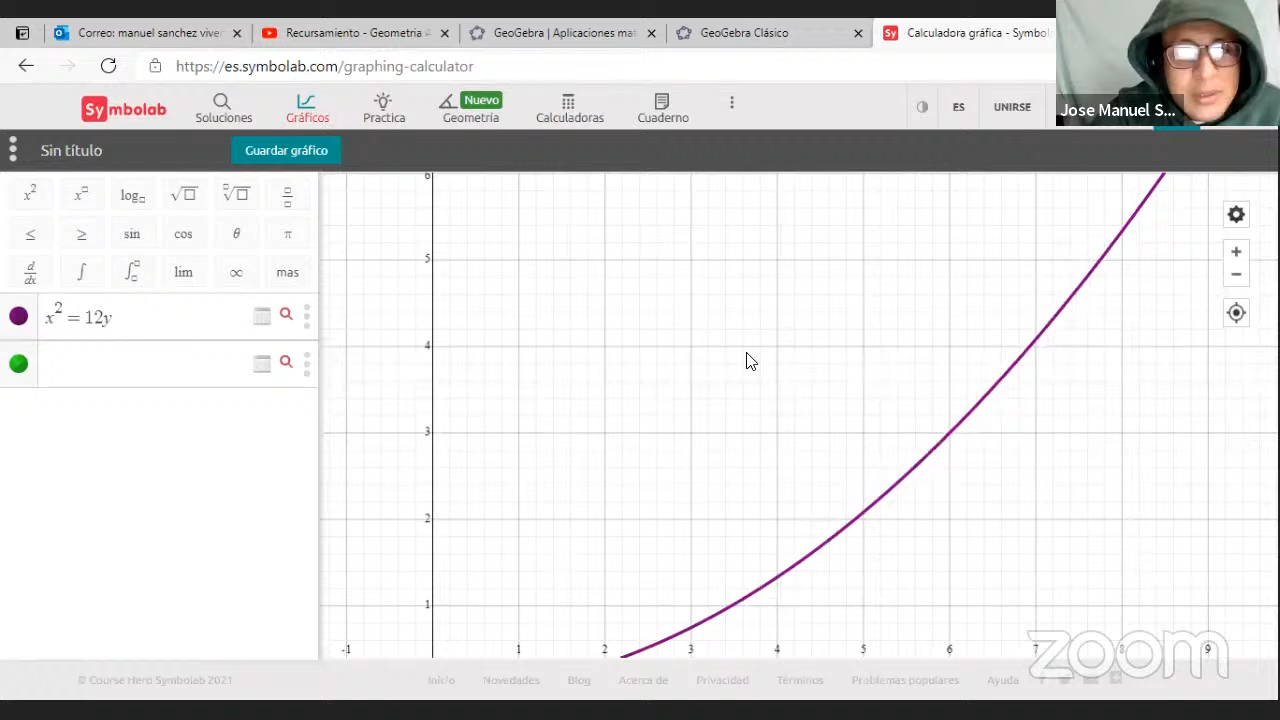 Correo: manuel sanchez vive
Recursamiento - Geometria
GeoGebra | Aplicaciones mat
GeoGebra Clásico
Calculadora gráfica - Symbol
https://es.symbolab.com/graphing-calculator
Jose Manuel S...
Symbolab
Soluciones
Gráficos
Practica
Nuevo
Geometría
Calculadoras
Cuaderno
ES
UNIRSE
Sin título
Guardar gráfico
x² x□ log□ √□ □√□ □/□
≤ ≥ sin cos θ π
d/dx ∫ ∫□□ lim ∞ mas
x² = 12y
6
5
4
3
2
1
-1 1 2 3 4 5 6 7 8 9
zoom
© Course Hero Symbolab 2021
Inicio Novedades Blog Acerca de Privacidad Términos Problemas populares Ayuda